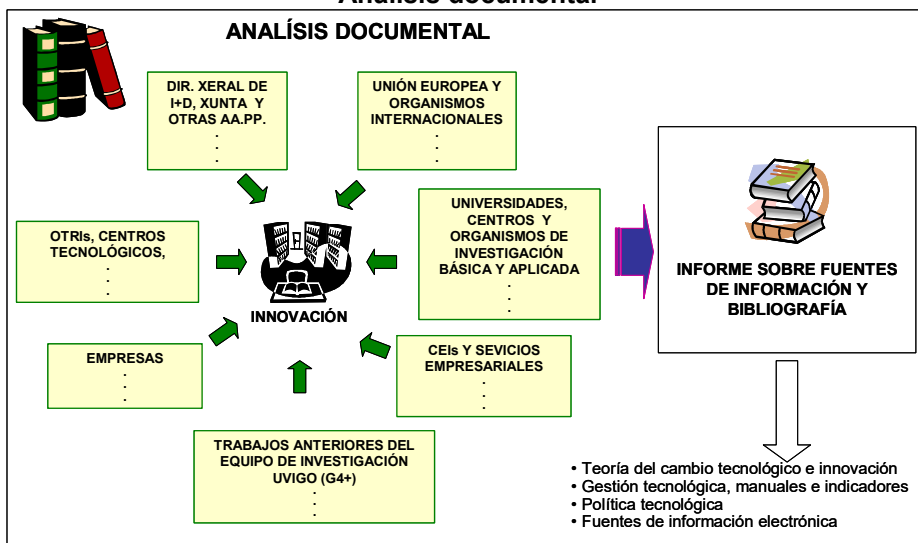 Análisis documental
ANALÍSIS DOCUMENTAL
DIR. XERAL DE
I+D, XUNTA Y
OTRAS AA.PP.
.
.
.
UNIÓN EUROPEA Y
ORGANISMOS
INTERNACIONALES
.
.
.
OTRIs, CENTROS
TECNOLÓGICOS,
.
.
.
INNOVACIÓN
UNIVERSIDADES,
CENTROS Y
ORGANISMOS DE
INVESTIGACIÓN
BÁSICA Y APLICADA
.
.
.
EMPRESAS
.
.
.
CEIs Y SEVICIOS
EMPRESARIALES
.
.
.
TRABAJOS ANTERIORES DEL
EQUIPO DE INVESTIGACIÓN
UVIGO (G4+)
.
.
.
INFORME SOBRE FUENTES
DE INFORMACIÓN Y
BIBLIOGRAFÍA
• Teoría del cambio tecnológico e innovación
• Gestión tecnológica, manuales e indicadores
• Política tecnológica
• Fuentes de información electrónica